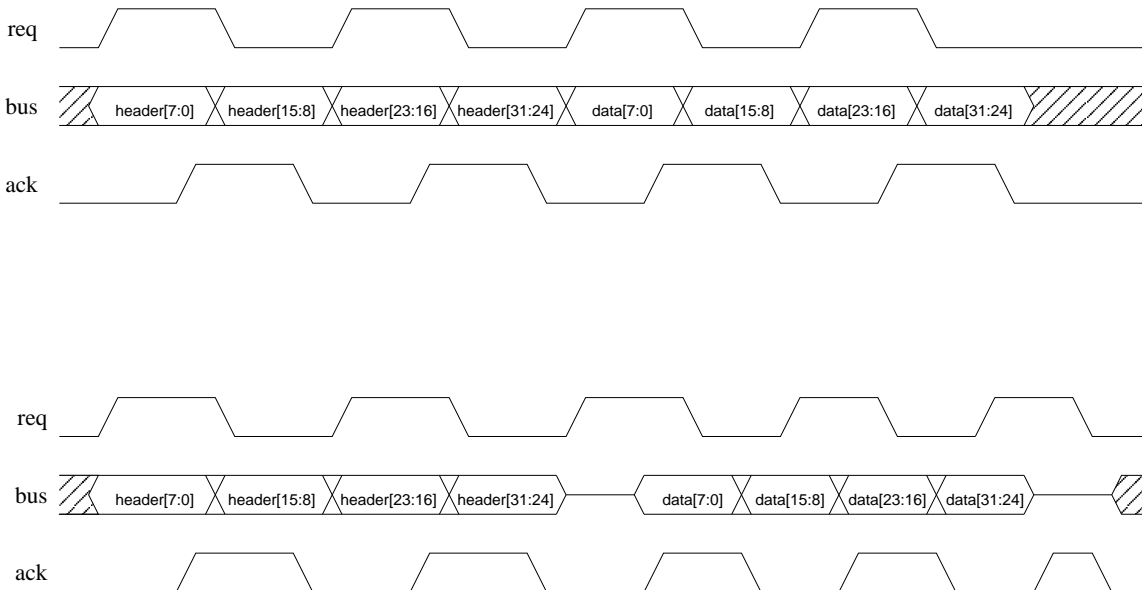 req
bus header[7:0] header[15:8] header[23:16] header[31:24] data[7:0] data[15:8] data[23:16] data[31:24]
ack
req
bus header[7:0] header[15:8] header[23:16] header[31:24] data[7:0] data[15:8] data[23:16] data[31:24]
ack